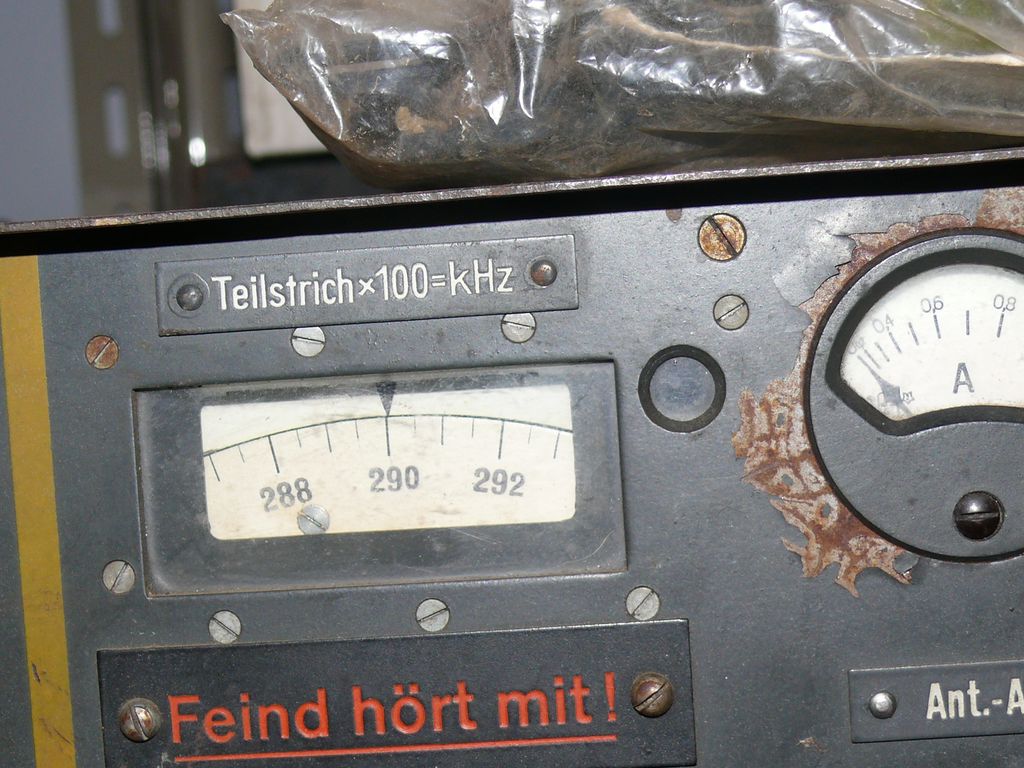 Teilstrich×100=kHz
0,4 0,6 0,8
A
288 290 292
Feind hört mit!
Ant.-A